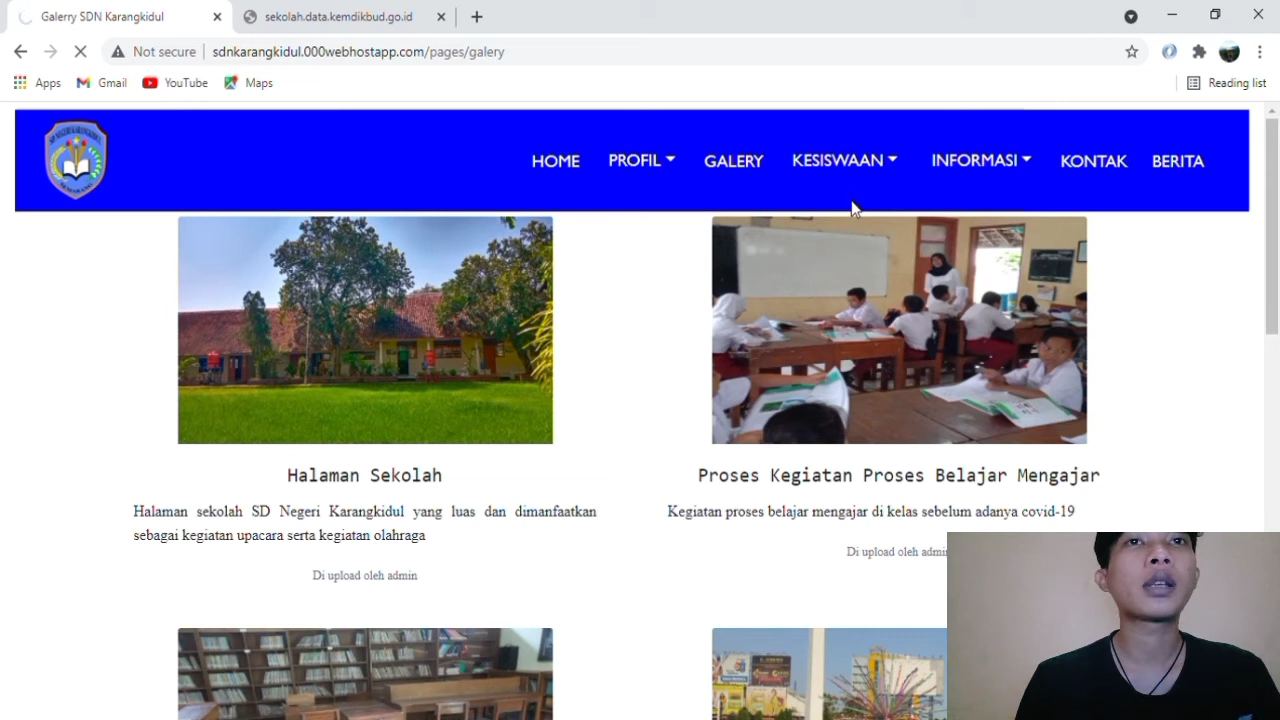 Galerry SDN Karangkidul
sekolah.data.kemdikbud.go.id
Not secure
sdnkarangkidul.000webhostapp.com/pages/galery
Apps
Gmail
YouTube
Maps
Reading list
HOME
PROFIL
GALERY
KESISWAAN
INFORMASI
KONTAK
BERITA
Halaman Sekolah
Halaman sekolah SD Negeri Karangkidul yang luas dan dimanfaatkan
sebagai kegiatan upacara serta kegiatan olahraga
Di upload oleh admin
Proses Kegiatan Proses Belajar Mengajar
Kegiatan proses belajar mengajar di kelas sebelum adanya covid-19
Di upload oleh admin